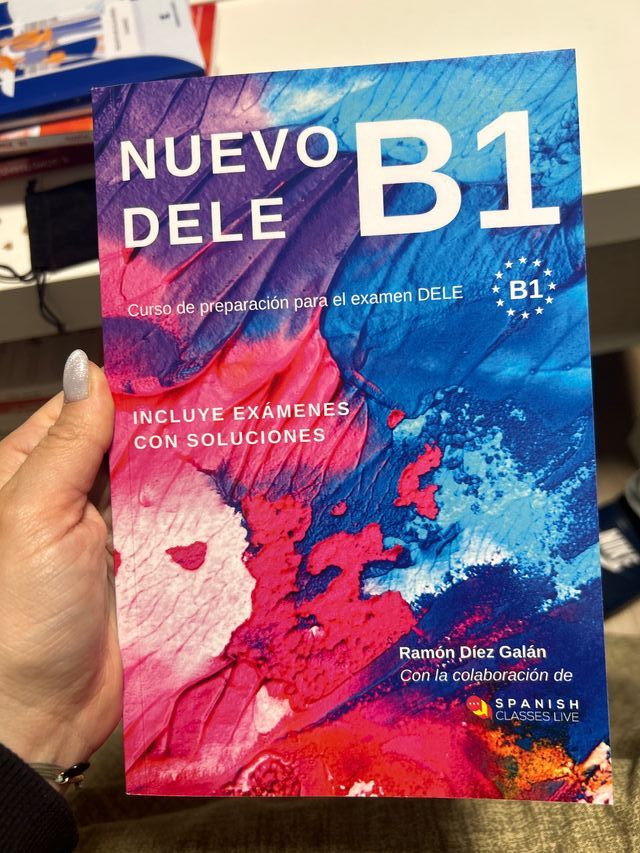 NUEVO
DELE
B1
Curso de preparación para el examen DELE
B1
INCLUYE EXÁMENES
CON SOLUCIONES
Ramón Díez Galán
Con la colaboración de
SPANISH
CLASSES LIVE